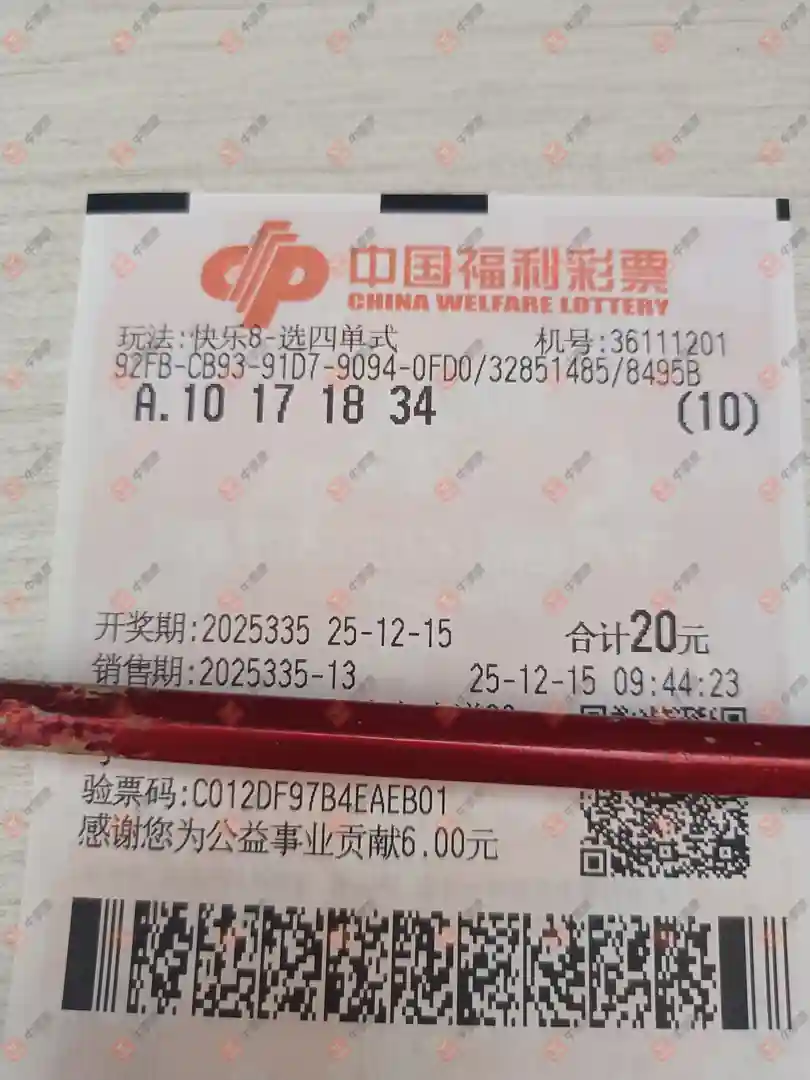 中国福利彩票
CHINA WELFARE LOTTERY
玩法:快乐8-选四单式 机号:36111201
92FB-CB93-91D7-9094-0FD0/32851485/8495B
A.10 17 18 34 (10)
开奖期:2025335 25-12-15 合计20元
销售期:2025335-13 25-12-15 09:44:23
验票码:C012DF97B4EAEB01
感谢您为公益事业贡献6.00元